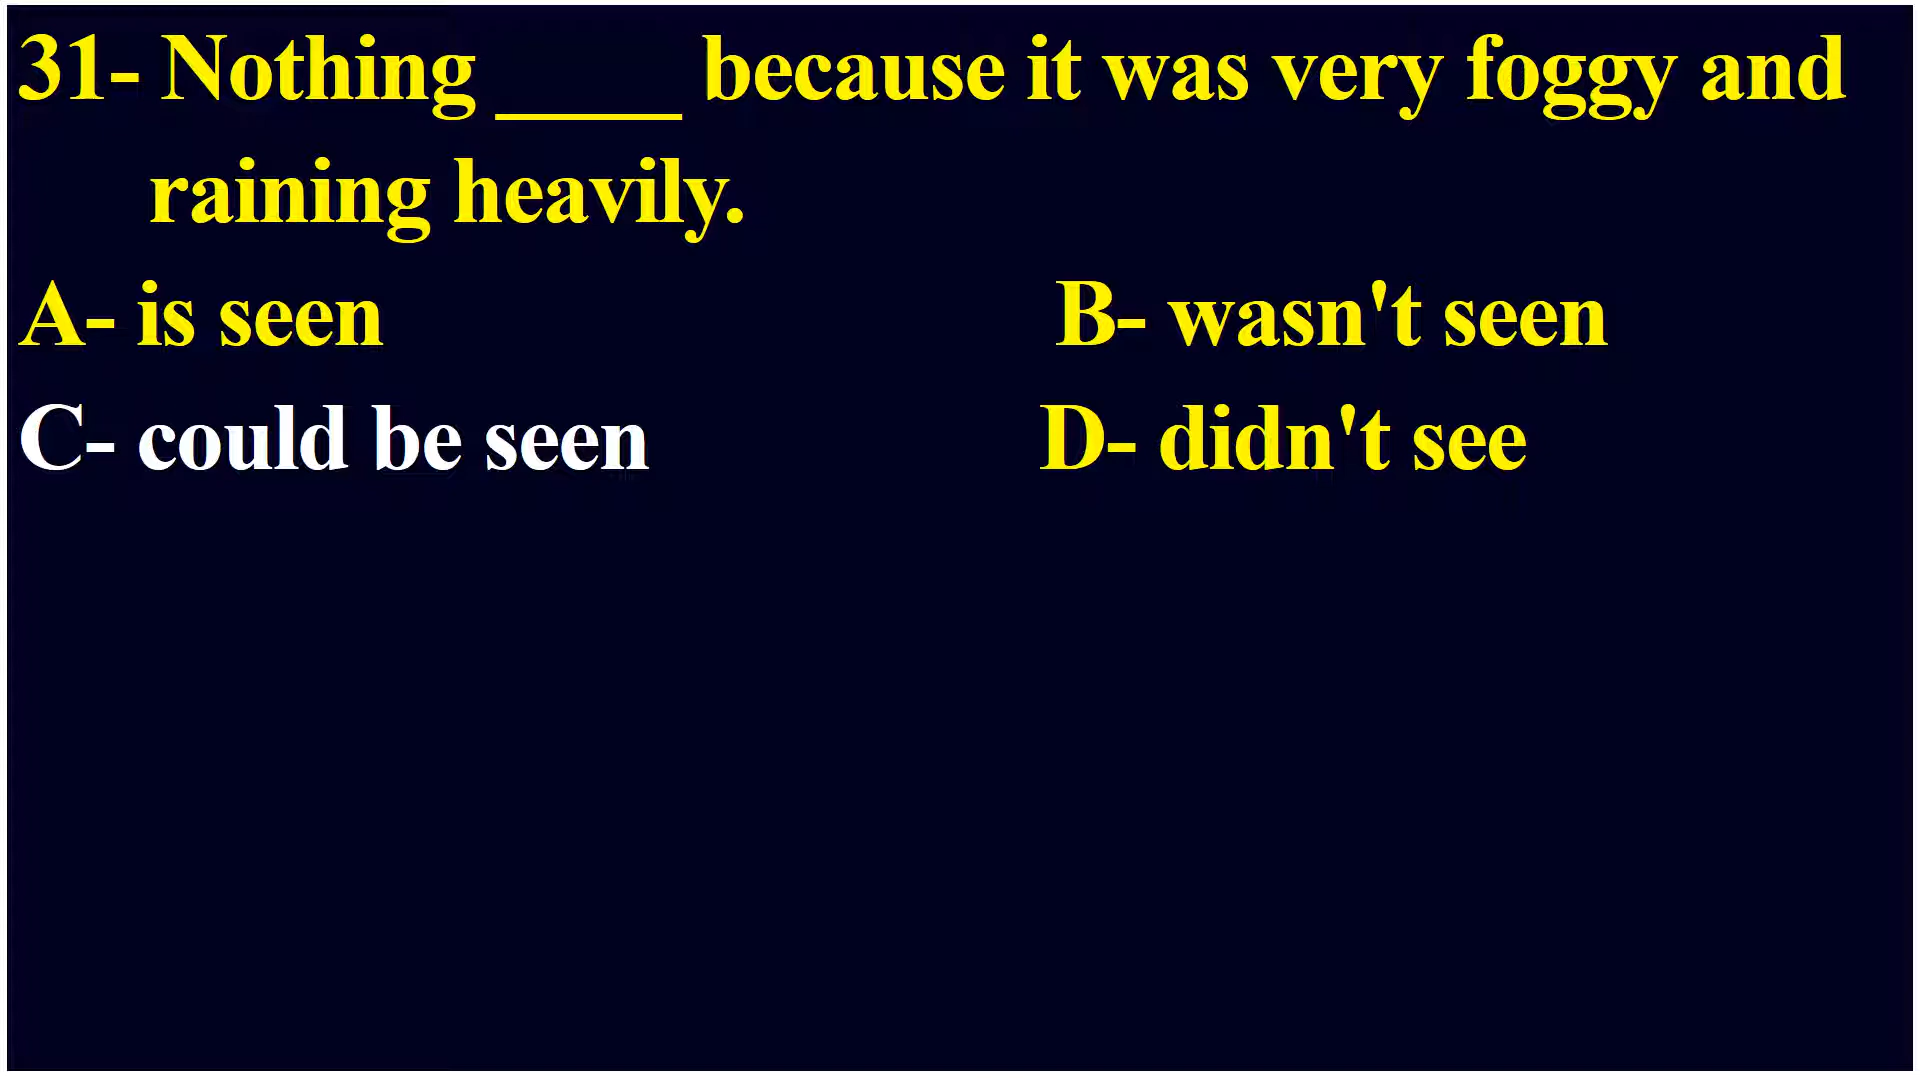 31- Nothing ____ because it was very foggy and
raining heavily.
A- is seen B- wasn't seen
C- could be seen D- didn't see